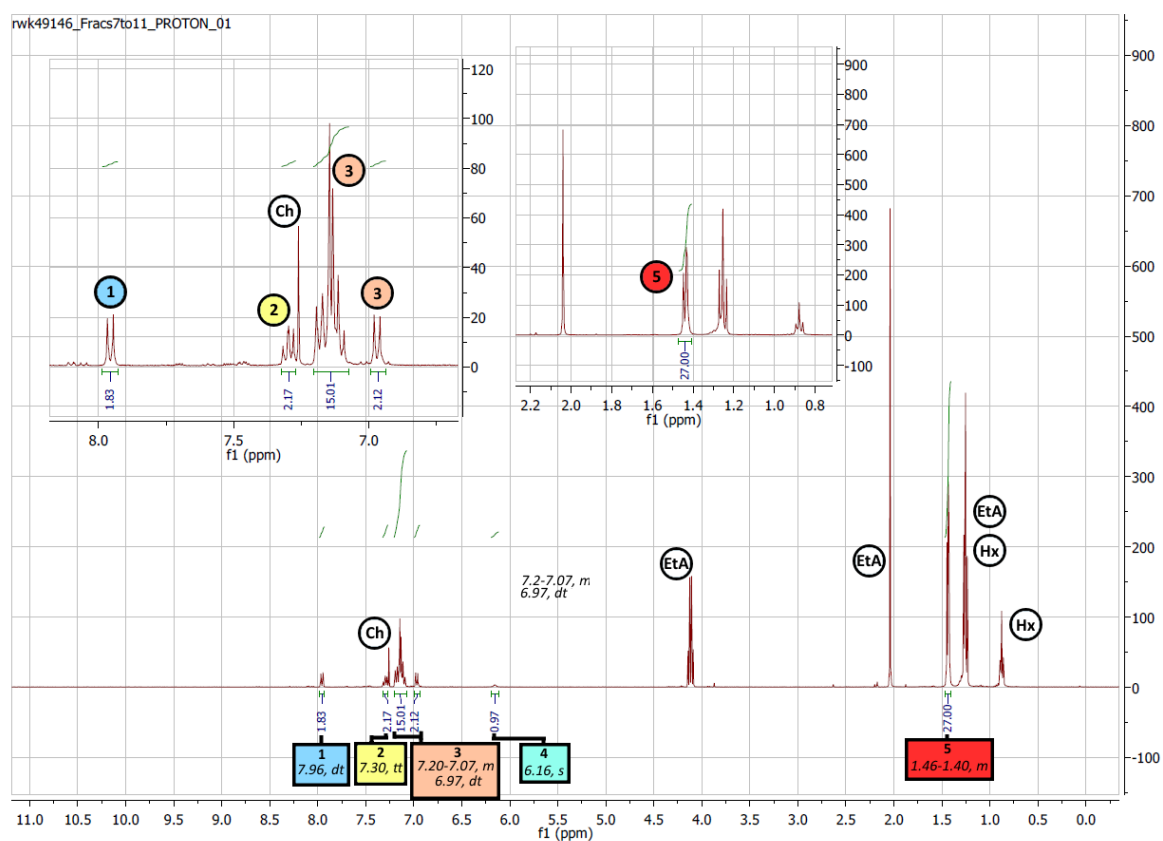 rwk49146_Fracs7to11_PROTON_01
120
100
80
60
40
20
0
1
Ch
2
3
3
1.83
2.17
15.01
2.12
8.0 7.5 7.0
f1 (ppm)
900
800
700
600
500
400
300
200
100
0
-100
5
27.00
2.2 2.0 1.8 1.6 1.4 1.2 1.0 0.8
f1 (ppm)
900
800
700
600
500
400
300
200
100
0
-100
EtA
Hx
EtA
EtA
Hx
7.2-7.07, m
6.97, dt
Ch
1.83
2.17
15.01
2.12
0.97
27.00
1
7.96, dt
2
7.30, tt
3
7.20-7.07, m
6.97, dt
4
6.16, s
5
1.46-1.40, m
11.0 10.5 10.0 9.5 9.0 8.5 8.0 7.5 7.0 6.5 6.0 5.5 5.0 4.5 4.0 3.5 3.0 2.5 2.0 1.5 1.0 0.5 0.0
f1 (ppm)